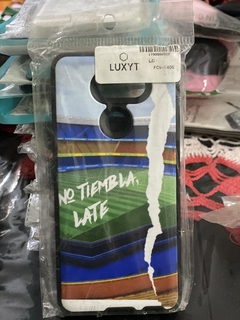 LUXYT
NO TIEMBLA,
LATE